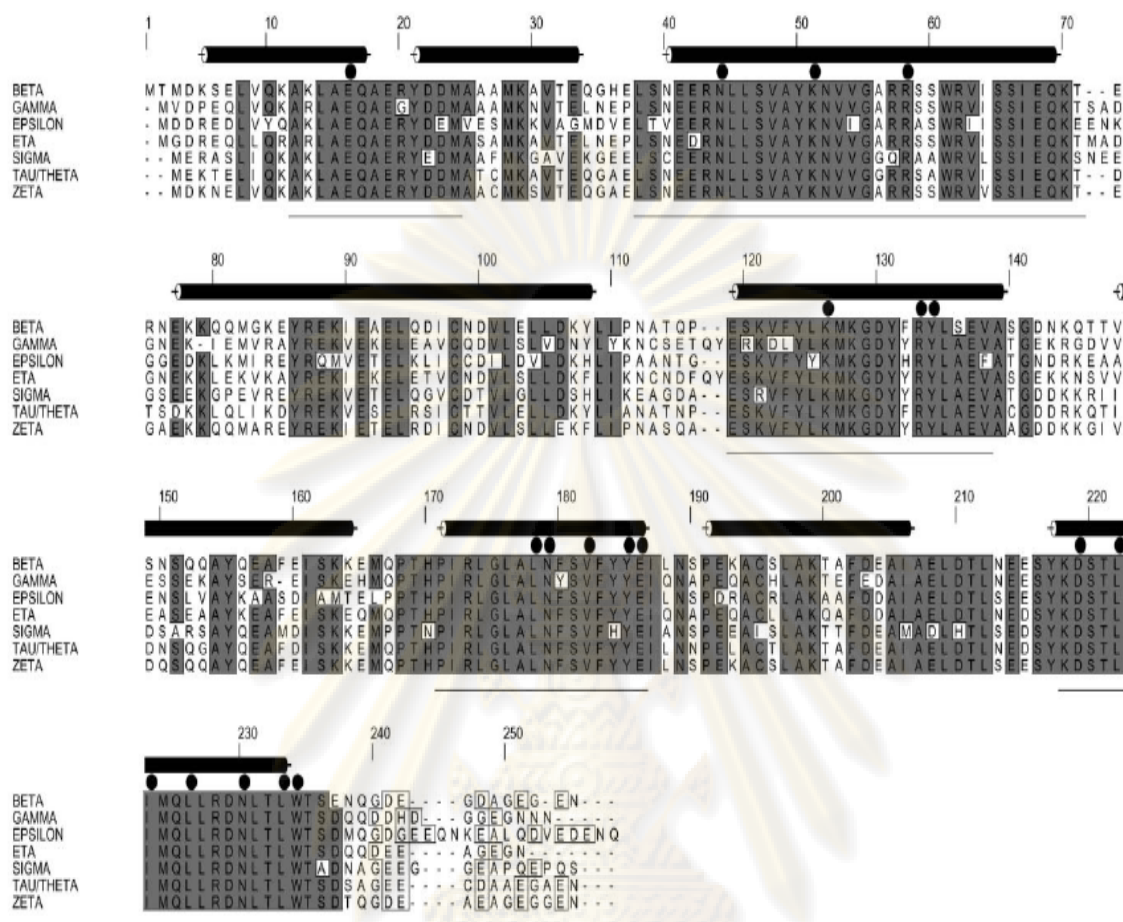 1 10 20 30 40 50 60 70
BETA MTMDKSELVQKAKLAEQAERYDDMAAAMKAVTEQGHELSNEERNLLSVAYKNVVGARRSSWRVISSIEQKT--E
GAMMA -MVDPEQLVQKARLAEQAEGYDDMAAAMKNVTELNEPLSNEERNLLSVAYKNVVGARRSSWRVISSIEQKTSAD
EPSILON -MDDREDLVYQAKLAEQAERYDEMVESMKKVAGMDVELTVEERNLLSVAYKNVIGARRASWRIISSIEQKEENK
ETA -MGDREQLLQRARLAEQAERYDDMASAMKAVTELNEPLSNEDRNLLSVAYKNVVGARRSSWRVISSIEQKTMAD
SIGMA --MERASLIQKAKLAEQAERYEDMAAFMKGAVEKGEELSCEERNLLSVAYKNVVGGQRAAWRVLSSIEQKSNEE
TAU/THETA --MEKTELIQKAKLAEQAERYDDMATCMKAVTEQGAELSNEERNLLSVAYKNVVGGRRSSWRVISSIEQKT--D
ZETA --MDKNELVQKAKLAEQAERYDDMAACMKSVTEQGAELSNEERNLLSVAYKNVVGARRSSWRVVSSIEQKT--E
80 90 100 110 120 130 140
BETA RNEKKQQMGKEYREKIEAELQDICNDVLELLDKYLIPNATQP--ESKVFYLKMKGDYFRYLSEVASGDNKQTTV
GAMMA GNEK-IEMVRAYREKIEKELEAVCQDVLSLVDNYLYKNCSETQYERKDLYLKMKGDYYRYLAEVATGEKRGDVV
EPSILON GGEDKLKMIREYRQMVETELKLICCDILDVLDKHLIPAANTG--ESKVFYYKMKGDYHRYLAEFATGNDRKEAA
ETA GNEKKLEKVKAYREKIEKELETVCNDVLSLLDKFLIKNCNDFQYESKVFYLKMKGDYYRYLAEVASGEKKNSVV
SIGMA GSEEKGPEVREYREKVETELQGVCDTVLGLLDSHLIKEAGDA--ESRVFYLKMKGDYYRYLAEVATGDDKKRII
TAU/THETA TSDKKLQLIKDYREKVESELRSICTTVLELLDKYLIANATNP--ESKVFYLKMKGDYFRYLAEVACGDDRKQTI
ZETA GAEKKQQMAREYREKIETELRDICNDVLSLLEKFLIPNASQA--ESKVFYLKMKGDYYRYLAEVAAGDDKKGIV
150 160 170 180 190 200 210 220
BETA SNSQQAYQEAFEISKKEMQPTHPIRLGLALNFSVFYYEILNSPEKACSLAKTAFDEAIAELDTLNEESYKDSTL
GAMMA ESSEKAYSER-EISKEHMQPTHPIRLGLALNYSVFYYEIQNAPEQACHLAKTEFEDAIAELDTLNEESYKDSTL
EPSILON ENSLVAYKAASDIAMTELPPTHPIRLGLALNFSVFYYEILNSPDRACRLAKAAFDDAIAELDTLSEESYKDSTL
ETA EASEAAYKEAFEISKEQMQPTHPIRLGLALNFSVFYYEIQNAPEQACLLAKQAFDDAIAELDTLNEDSYKDSTL
SIGMA DSARSAYQEAMDISKKEMPPTNPIRLGLALNFSVFHYEIANSPEEAISLAKTTFDEAMADLHTLSEDSYKDSTL
TAU/THETA DNSQGAYQEAFDISKKEMQPTHPIRLGLALNFSVFYYEILNNPELACTLAKTAFDEAIAELDTLNEDSYKDSTL
ZETA DQSQQAYQEAFEISKKEMQPTHPIRLGLALNFSVFYYEILNSPEKACSLAKTAFDEAIAELDTLSEESYKDSTL
230 240 250
BETA IMQLLRDNLTLWTSENQGDE----GDAGEG-EN---
GAMMA IMQLLRDNLTLWTSDQQDDHD---GGEGNNN-----
EPSILON IMQLLRDNLTLWTSDMQGDGEEQNKEALQDVEDENQ
ETA IMQLLRDNLTLWTSDQQDEE----AGEGN-------
SIGMA IMQLLRDNLTLWTADNAGEEG---GEAPQEPQS---
TAU/THETA IMQLLRDNLTLWTSDSAGEE----CDAAEGAEN---
ZETA IMQLLRDNLTLWTSDTQGDE----AEAGEGGEN---